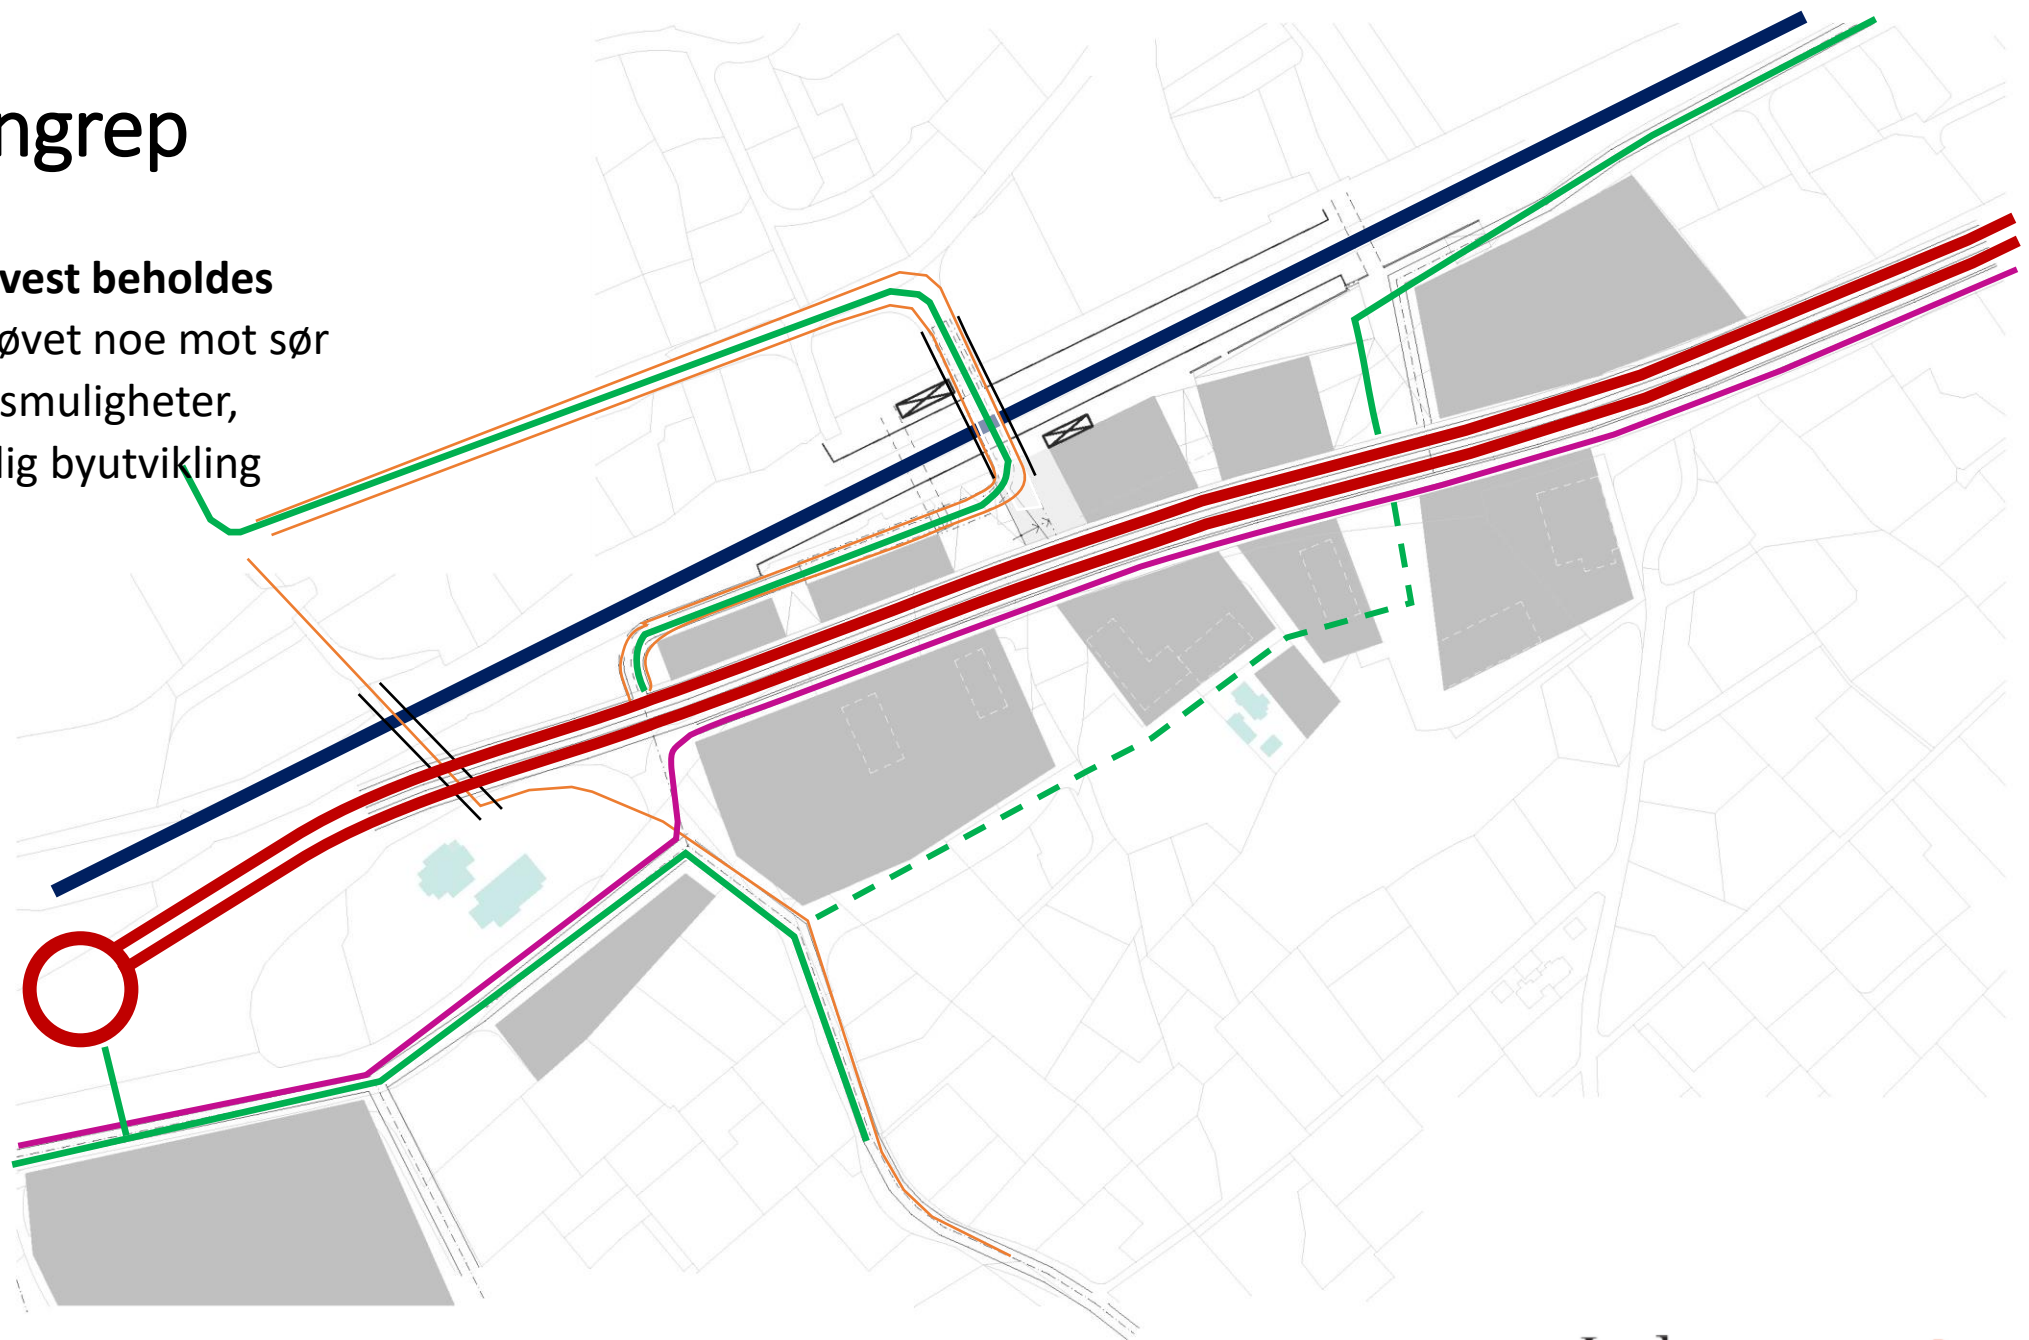 ngrep
vest beholdes
øvet noe mot sør
smuligheter,
lig byutvikling